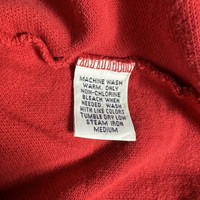 MACHINE WASH
WARM, ONLY
NON-CHLORINE
BLEACH WHEN
NEEDED. WASH
WITH LIKE COLORS
TUMBLE DRY LOW
STEAM IRON
MEDIUM